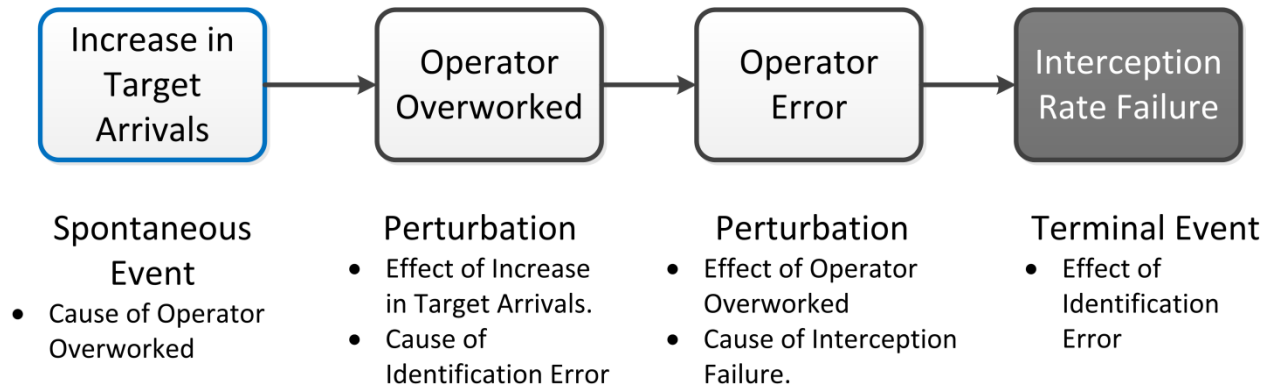 Increase in
Target
Arrivals
Operator
Overworked
Operator
Error
Interception
Rate Failure
Spontaneous
Event
• Cause of Operator
Overworked
Perturbation
• Effect of Increase
in Target Arrivals.
• Cause of
Identification Error
Perturbation
• Effect of Operator
Overworked
• Cause of Interception
Failure.
Terminal Event
• Effect of
Identification
Error